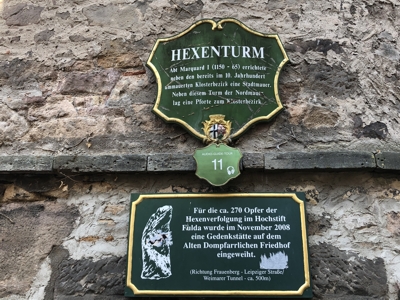 HEXENTURM
Abt Marquard I (1150 - 65) errichtete
neben den bereits im 10. Jahrhundert
ummauerten Klosterbezirk eine Stadtmauer.
Neben diesem Turm der Nordmauer
lag eine Pforte zum Klosterbezirk.
11
Für die ca. 270 Opfer der
Hexenverfolgung im Hochstift
Fulda wurde im November 2008
eine Gedenkstätte auf dem
Alten Dompfarrlichen Friedhof
eingeweiht.
(Richtung Frauenberg - Leipziger Straße/
Weimarer Tunnel - ca. 500m)